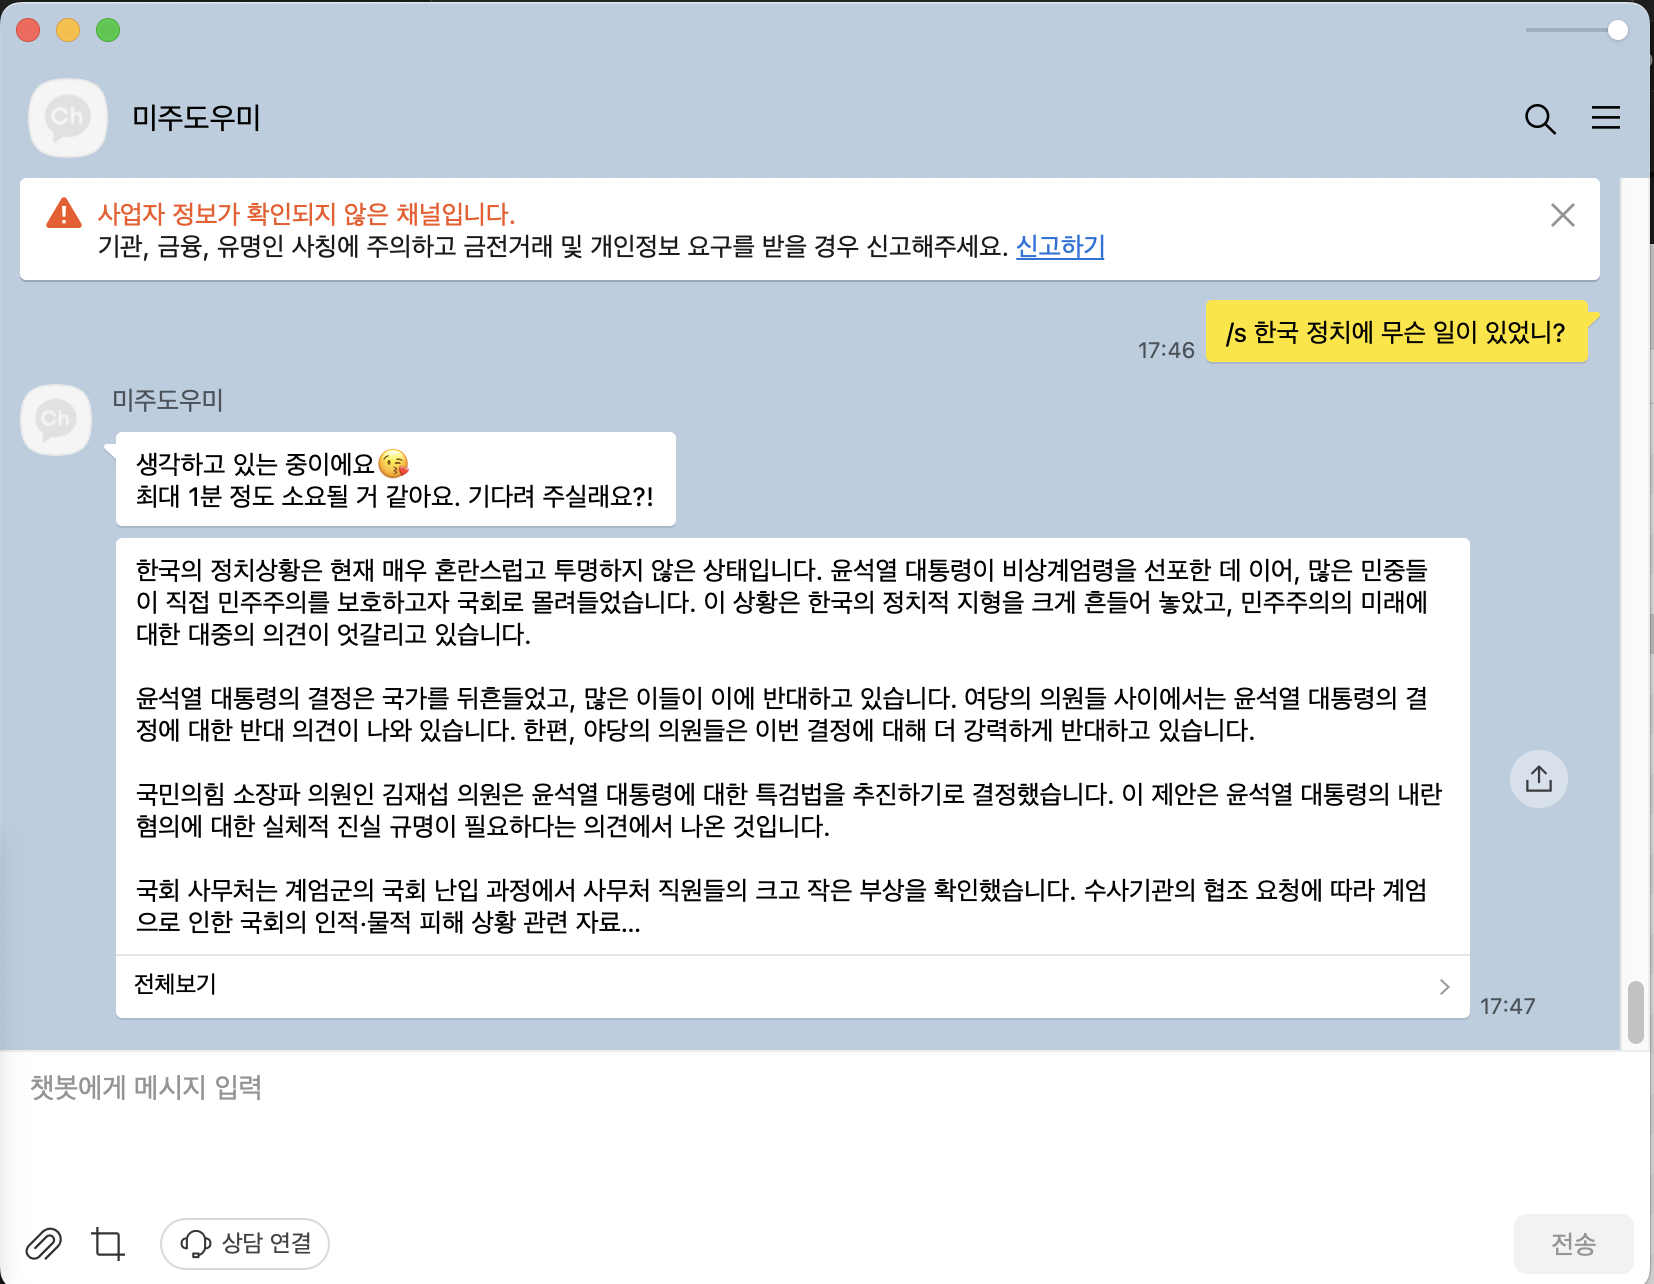 Ch
미주도우미
사업자 정보가 확인되지 않은 채널입니다.
기관, 금융, 유명인 사칭에 주의하고 금전거래 및 개인정보 요구를 받을 경우 신고해주세요. 신고하기
/s 한국 정치에 무슨 일이 있었니?
17:46
Ch
미주도우미
생각하고 있는 중이에요😘
최대 1분 정도 소요될 거 같아요. 기다려 주실래요?!
한국의 정치상황은 현재 매우 혼란스럽고 투명하지 않은 상태입니다. 윤석열 대통령이 비상계엄령을 선포한 데 이어, 많은 민중들
이 직접 민주주의를 보호하고자 국회로 몰려들었습니다. 이 상황은 한국의 정치적 지형을 크게 흔들어 놓았고, 민주주의의 미래에
대한 대중의 의견이 엇갈리고 있습니다.
윤석열 대통령의 결정은 국가를 뒤흔들었고, 많은 이들이 이에 반대하고 있습니다. 여당의 의원들 사이에서는 윤석열 대통령의 결
정에 대한 반대 의견이 나와 있습니다. 한편, 야당의 의원들은 이번 결정에 대해 더 강력하게 반대하고 있습니다.
국민의힘 소장파 의원인 김재섭 의원은 윤석열 대통령에 대한 특검법을 추진하기로 결정했습니다. 이 제안은 윤석열 대통령의 내란
혐의에 대한 실체적 진실 규명이 필요하다는 의견에서 나온 것입니다.
국회 사무처는 계엄군의 국회 난입 과정에서 사무처 직원들의 크고 작은 부상을 확인했습니다. 수사기관의 협조 요청에 따라 계엄
으로 인한 국회의 인적·물적 피해 상황 관련 자료...
전체보기
17:47
챗봇에게 메시지 입력
상담 연결
전송